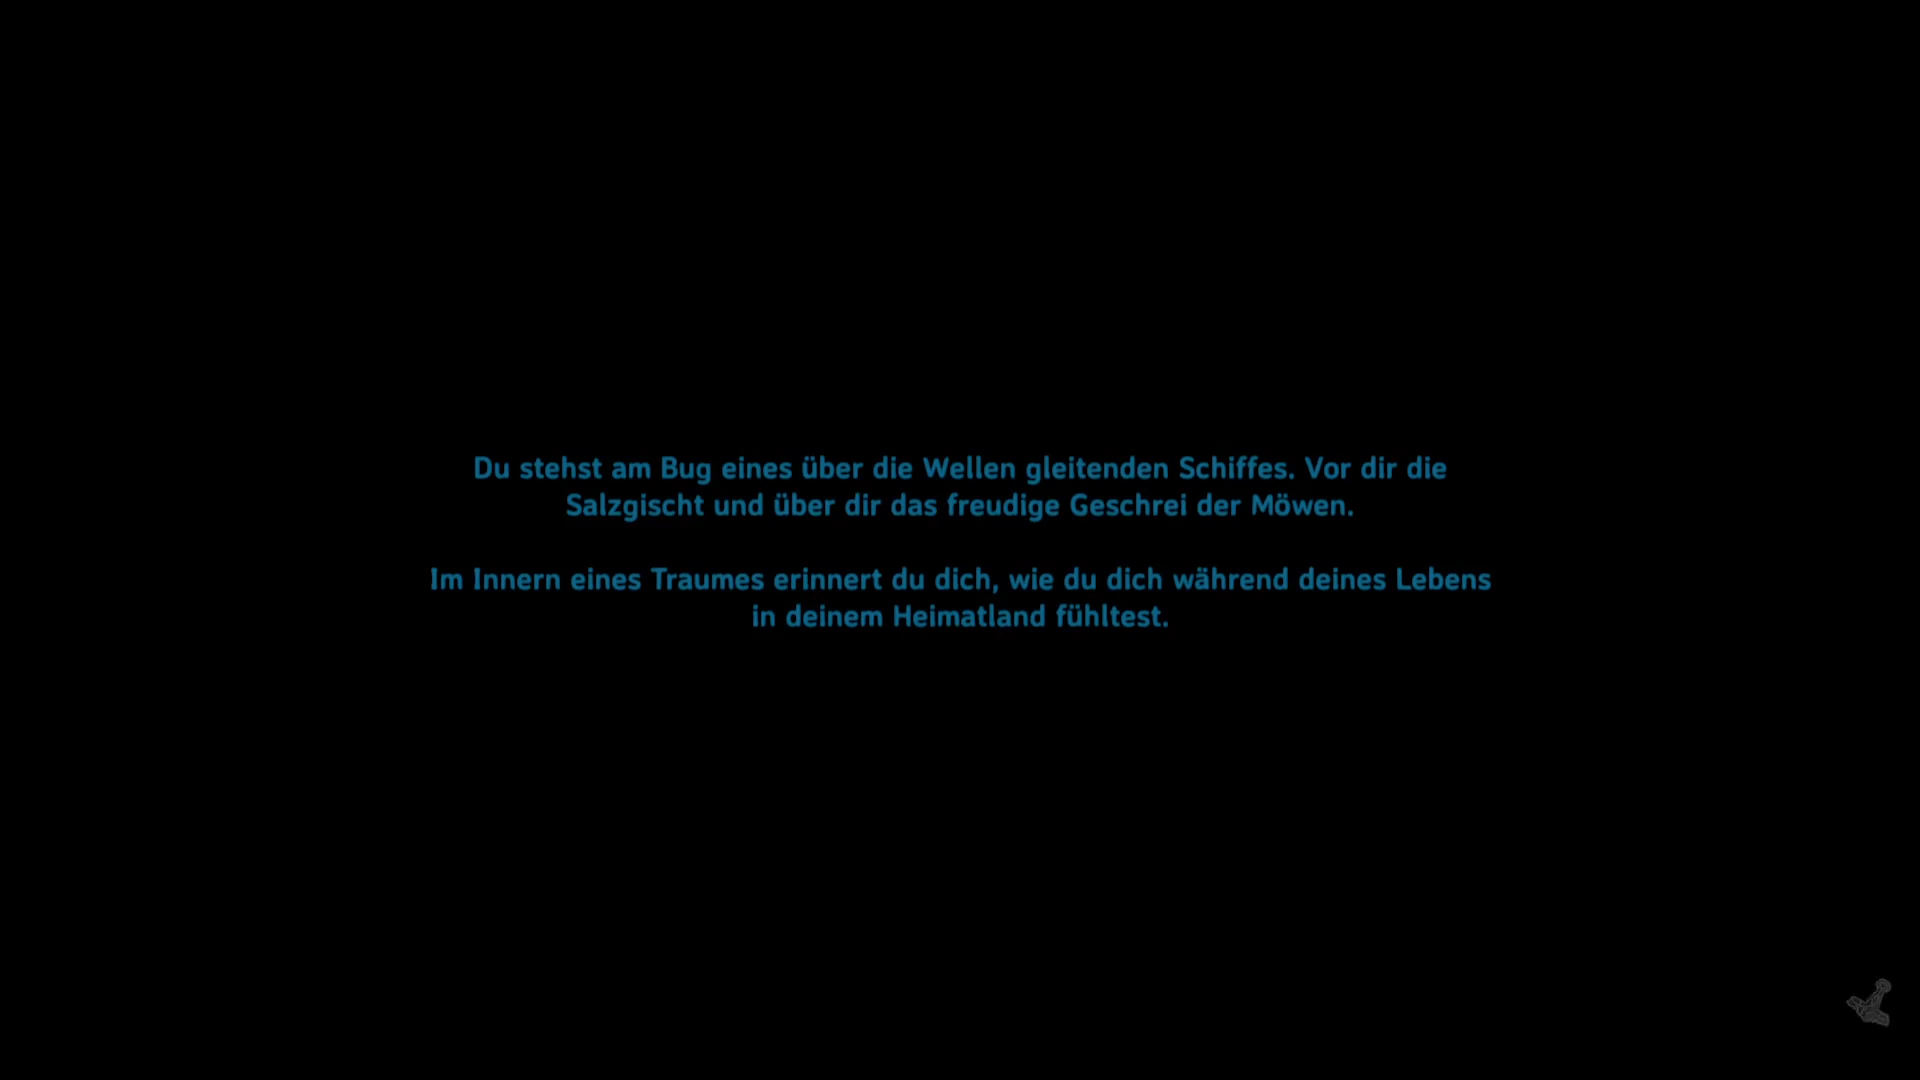 Du stehst am Bug eines über die Wellen gleitenden Schiffes. Vor dir die
Salzgischt und über dir das freudige Geschrei der Möwen.
Im Innern eines Traumes erinnert du dich, wie du dich während deines Lebens
in deinem Heimatland fühltest.